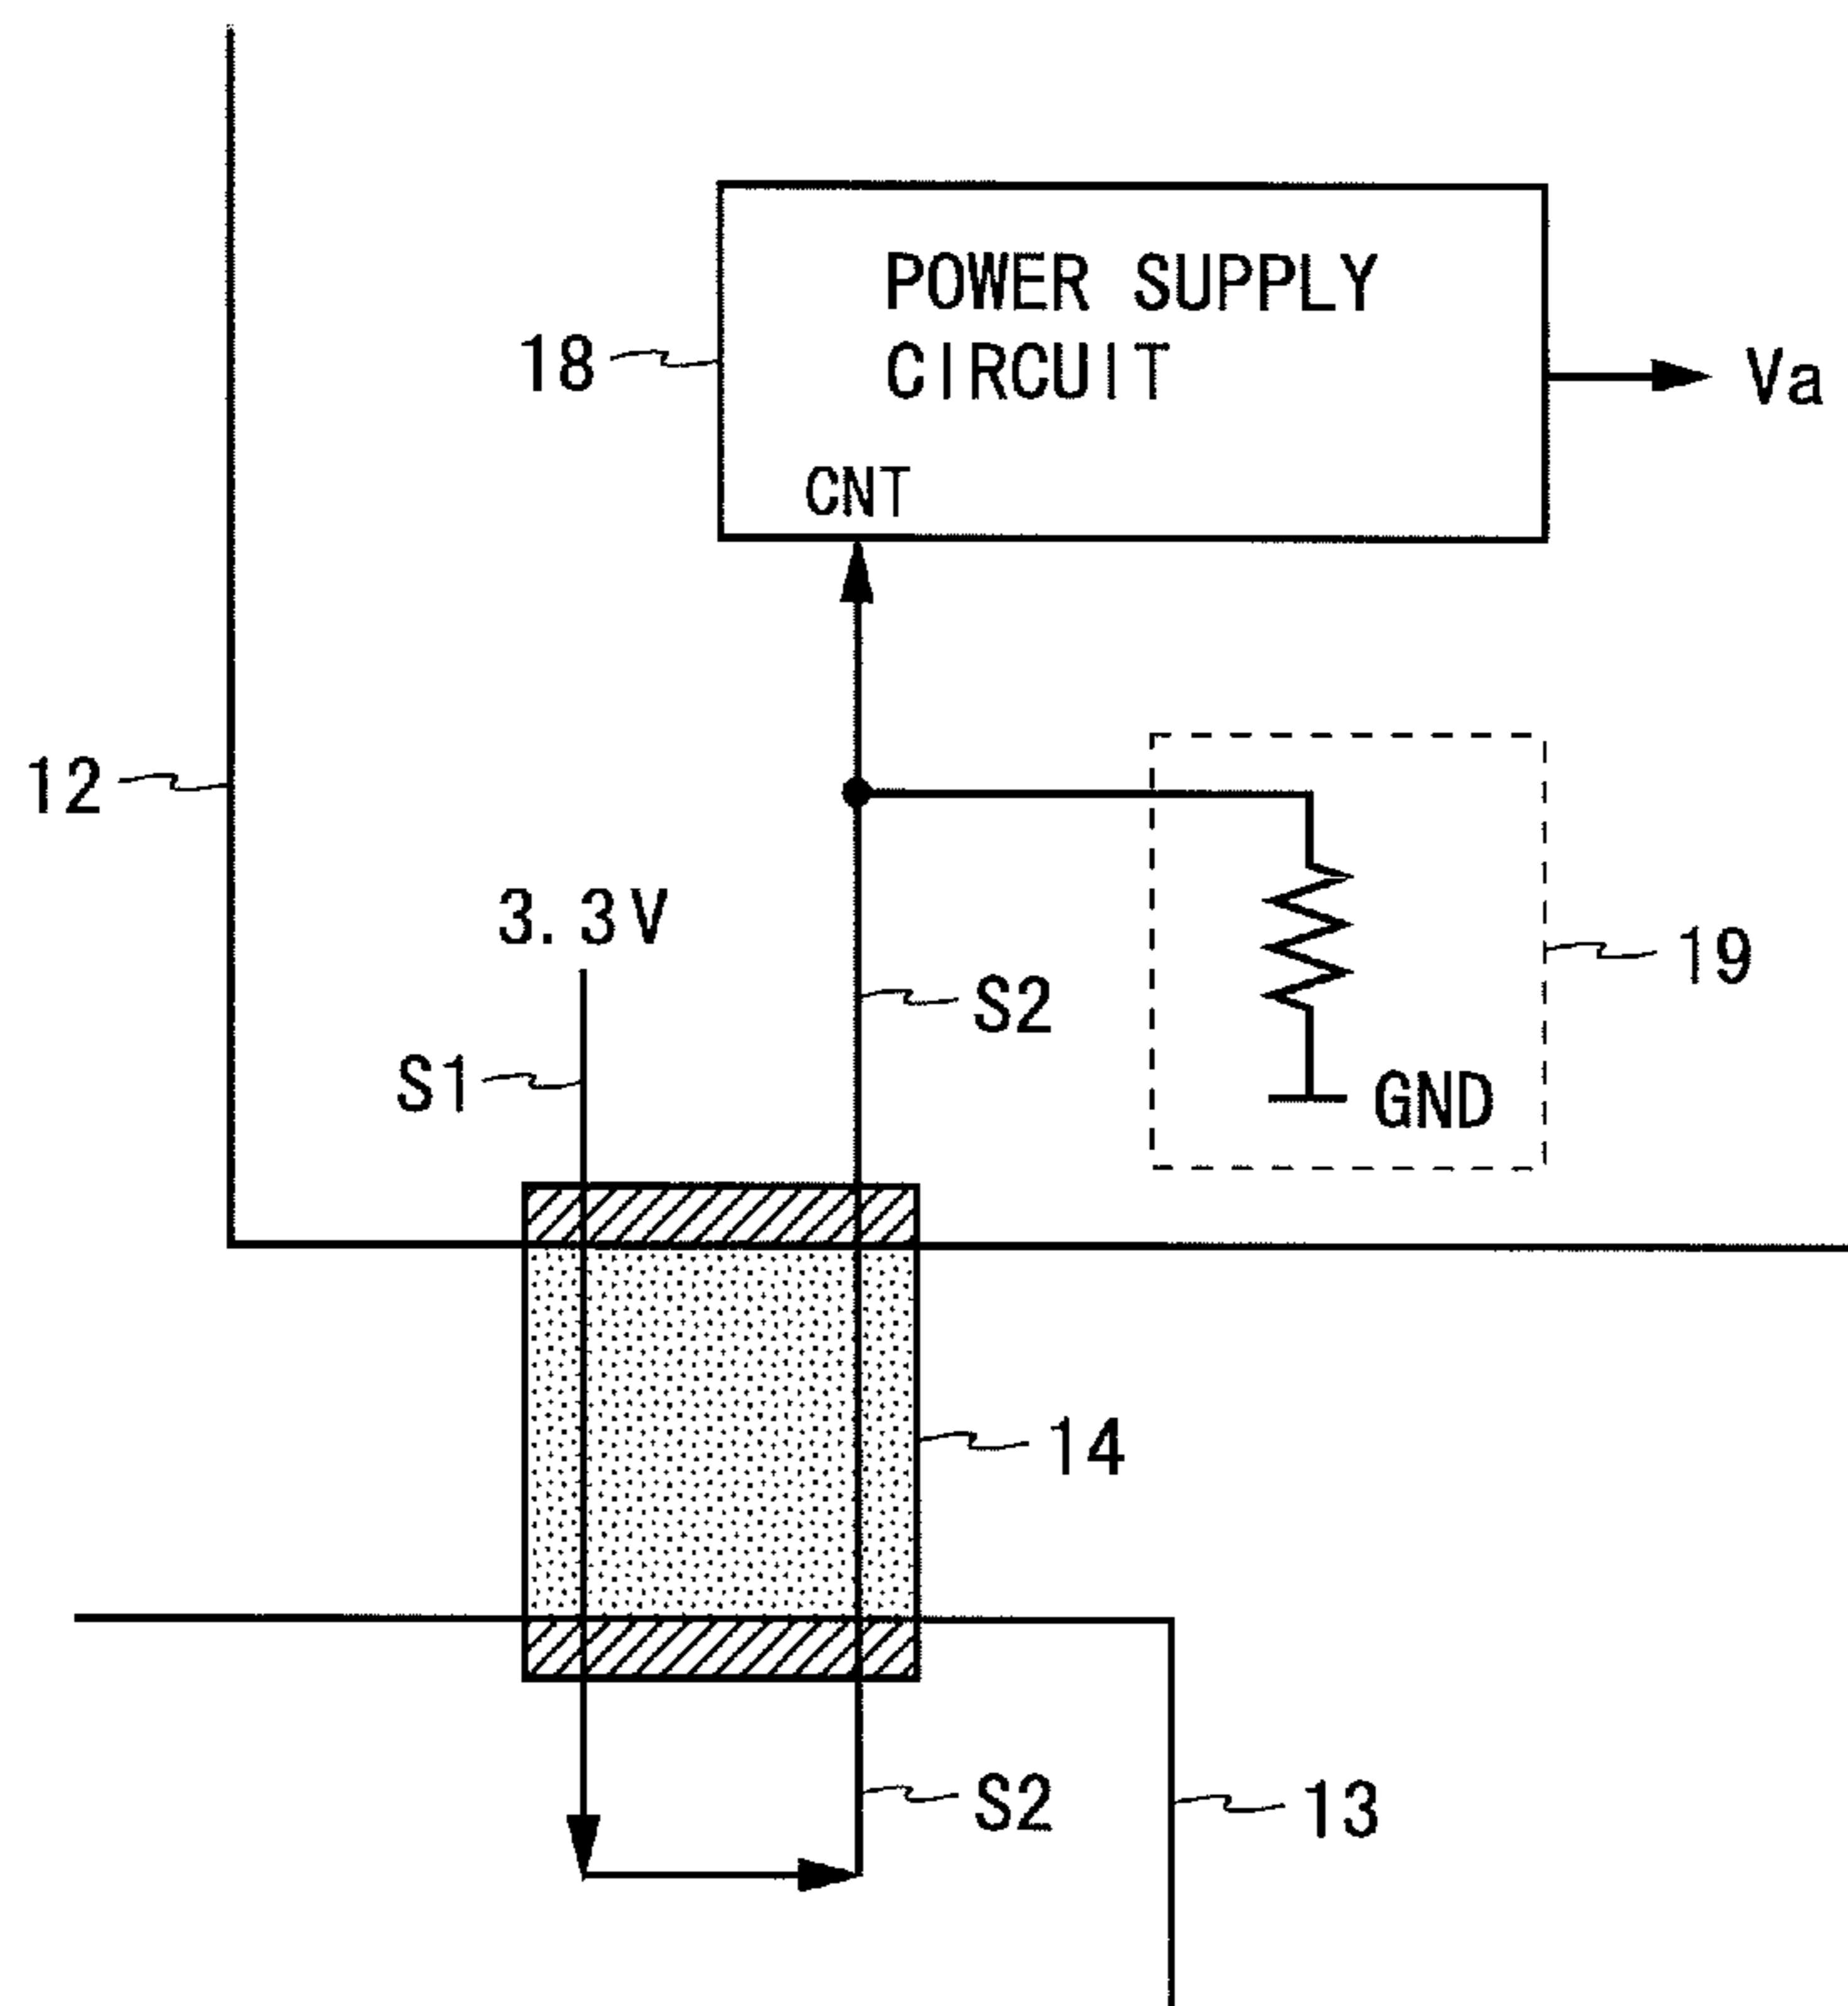 POWER SUPPLY
CIRCUIT
18
Va
CNT
12
3.3V
19
S2
S1
GND
14
S2
13